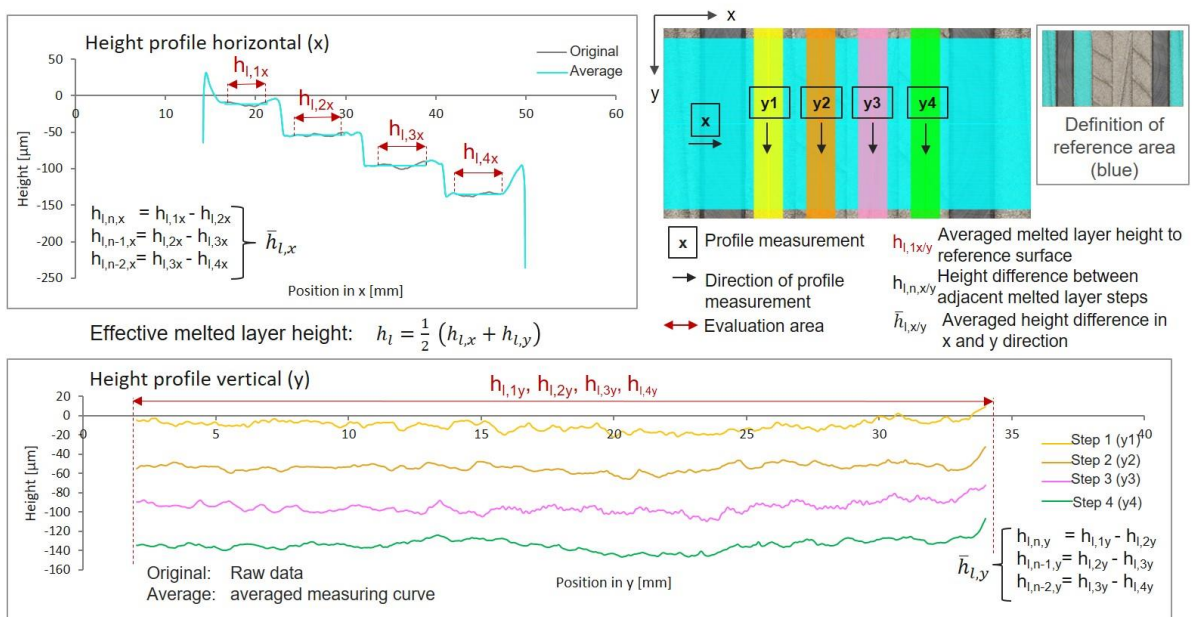 Height profile horizontal (x)
Original
Average
h_l,1x
h_l,2x
h_l,3x
h_l,4x
50
0
-50
-100
-150
-200
-250
0 10 20 30 40 50 60
Height [µm]
Position in x [mm]
h_l,n,x = h_l,1x - h_l,2x
h_l,n-1,x = h_l,2x - h_l,3x
h_l,n-2,x = h_l,3x - h_l,4x
h̄_l,x
x
y
x
y1 y2 y3 y4
Definition of
reference area
(blue)
x Profile measurement
Direction of profile
measurement
Evaluation area
h_l,1x/y Averaged melted layer height to
reference surface
h_l,n,x/y Height difference between
adjacent melted layer steps
h̄_l,x/y Averaged height difference in
x and y direction
Effective melted layer height: h_l = 1/2 (h_l,x + h_l,y)
Height profile vertical (y)
h_l,1y, h_l,2y, h_l,3y, h_l,4y
20
0
-20
-40
-60
-80
-100
-120
-140
-160
0 5 10 15 20 25 30 35 40
Height [µm]
Step 1 (y1)
Step 2 (y2)
Step 3 (y3)
Step 4 (y4)
Position in y [mm]
Original: Raw data
Average: averaged measuring curve
h̄_l,y
h_l,n,y = h_l,1y - h_l,2y
h_l,n-1,y = h_l,2y - h_l,3y
h_l,n-2,y = h_l,3y - h_l,4y